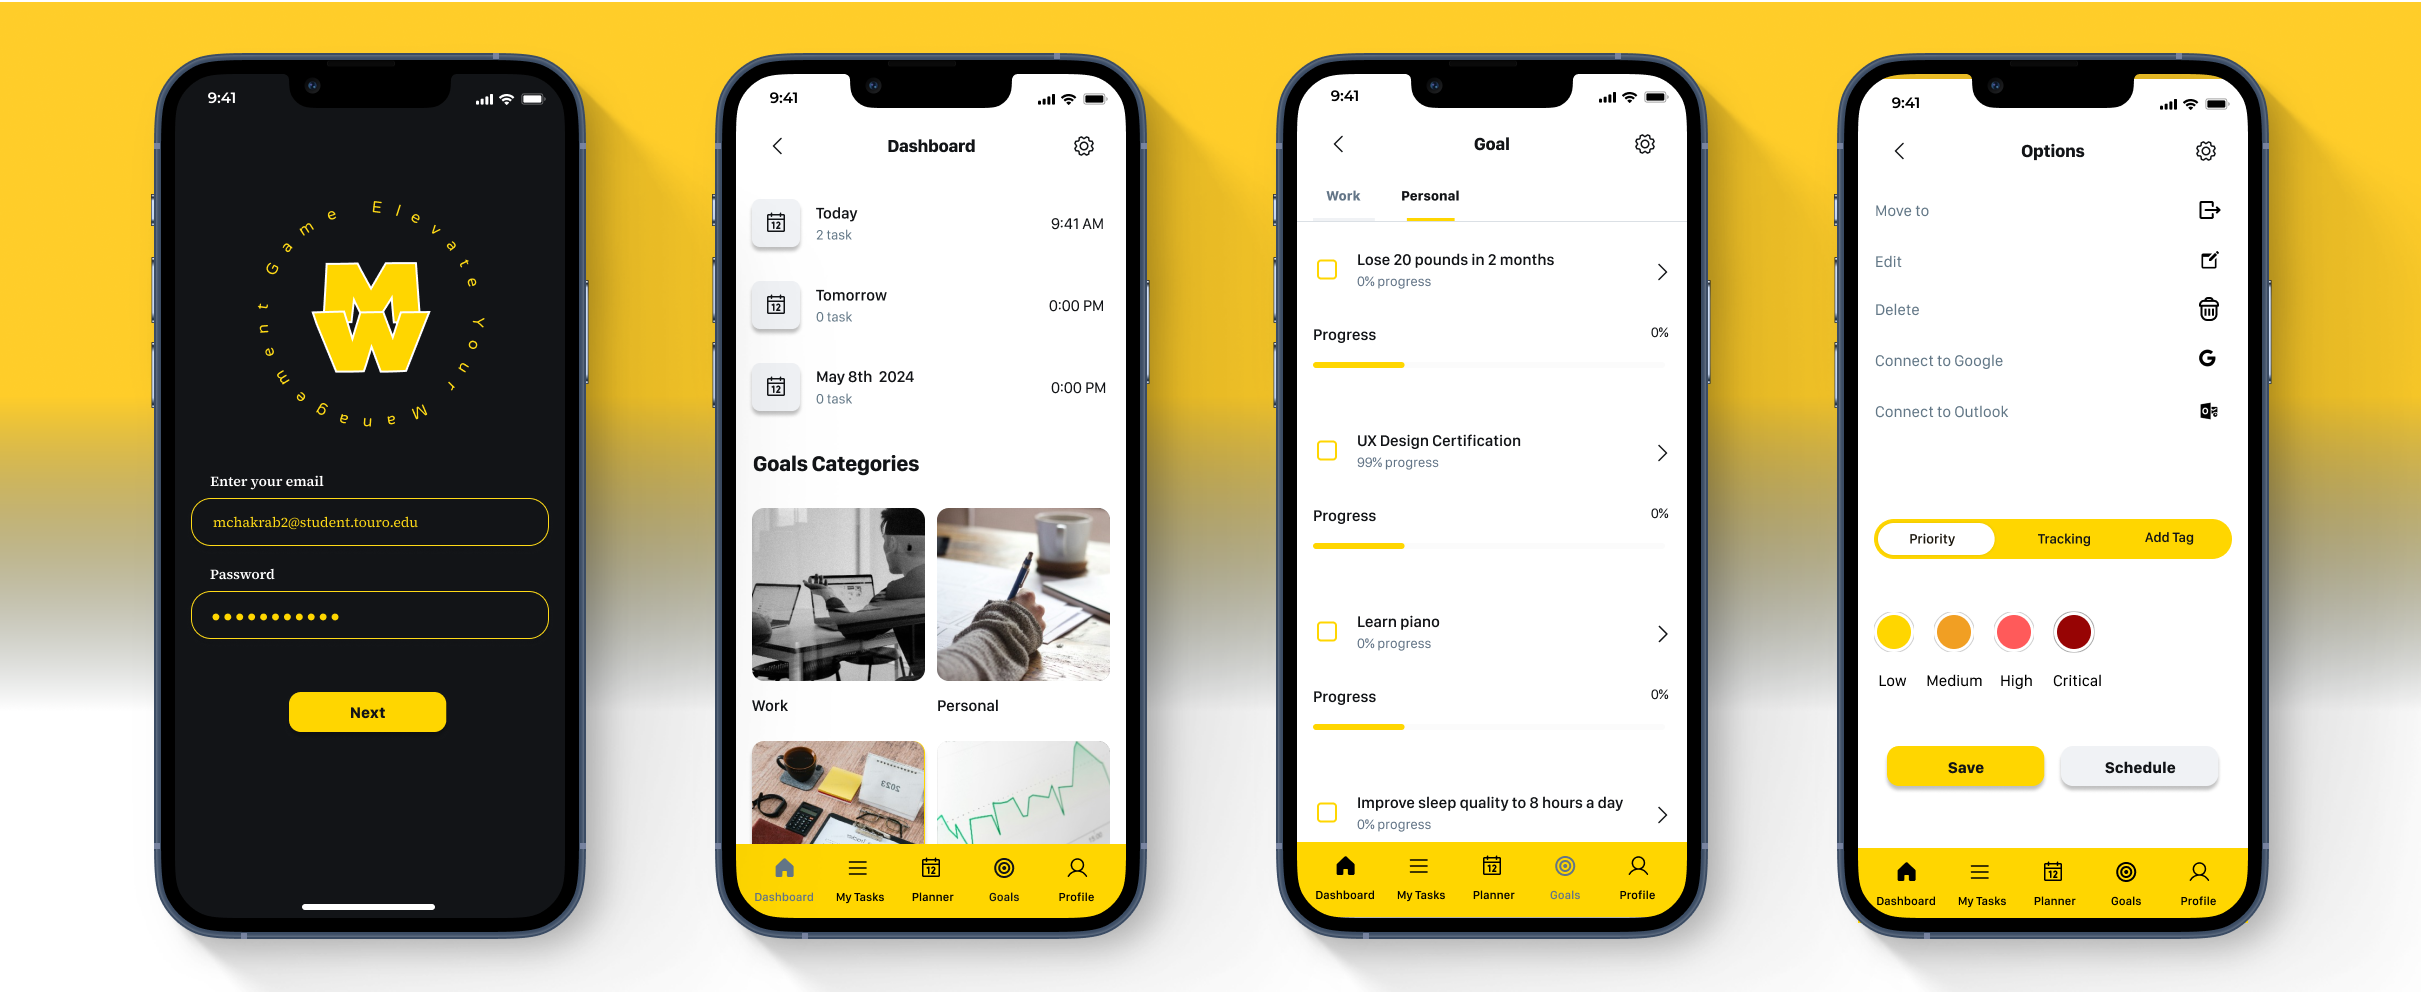 9:41
Elevate Your Management Game
MW
Enter your email
mchakrab2@student.touro.edu
Password
Next
9:41
Dashboard
12
Today
2 task
9:41 AM
12
Tomorrow
0 task
0:00 PM
12
May 8th 2024
0 task
0:00 PM
Goals Categories
Work
Personal
2023
Dashboard
My Tasks
12
Planner
Goals
Profile
9:41
Goal
Work
Personal
Lose 20 pounds in 2 months
0% progress
Progress
0%
UX Design Certification
99% progress
Progress
0%
Learn piano
0% progress
Progress
0%
Improve sleep quality to 8 hours a day
0% progress
Dashboard
My Tasks
12
Planner
Goals
Profile
9:41
Options
Move to
Edit
Delete
Connect to Google
G
Connect to Outlook
O
Priority
Tracking
Add Tag
Low
Medium
High
Critical
Save
Schedule
Dashboard
My Tasks
12
Planner
Goals
Profile